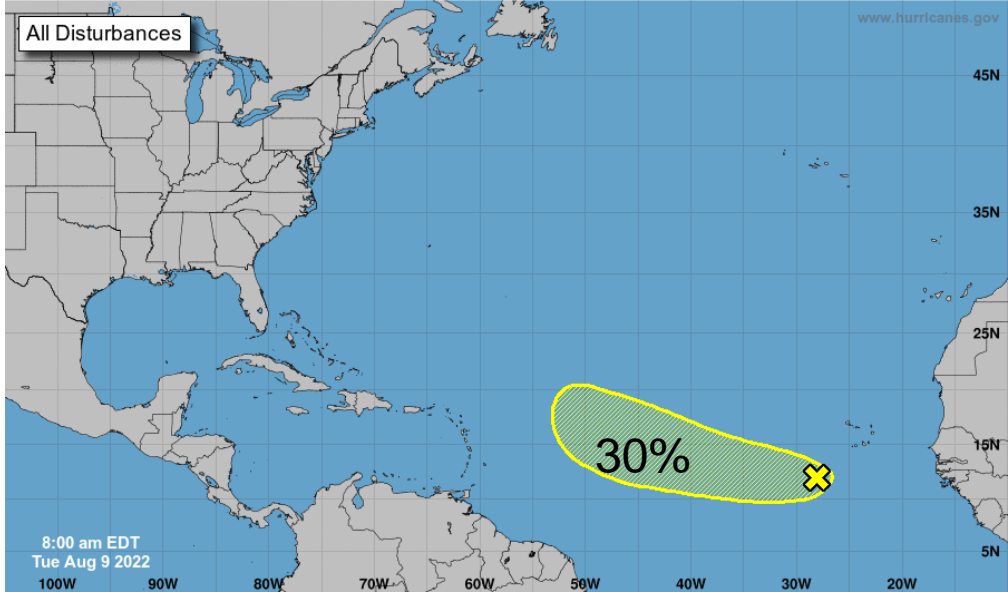 All Disturbances
www.hurricanes.gov
45N
35N
25N
30%
15N
8:00 am EDT
Tue Aug 9 2022
5N
100W 90W 80W 70W 60W 50W 40W 30W 20W